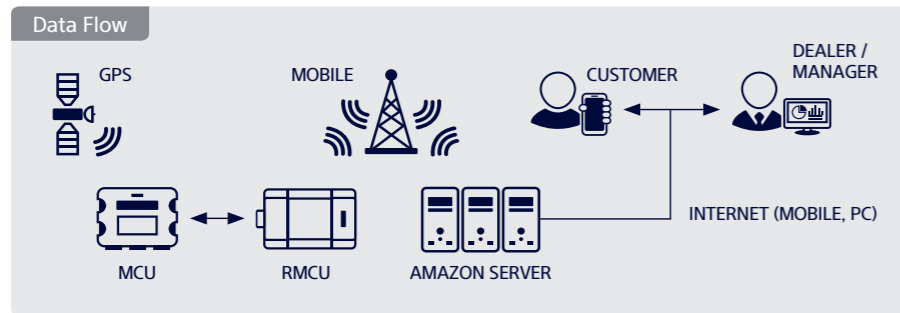 Data Flow
GPS
MOBILE
CUSTOMER
DEALER /
MANAGER
MCU
RMCU
AMAZON SERVER
INTERNET (MOBILE, PC)